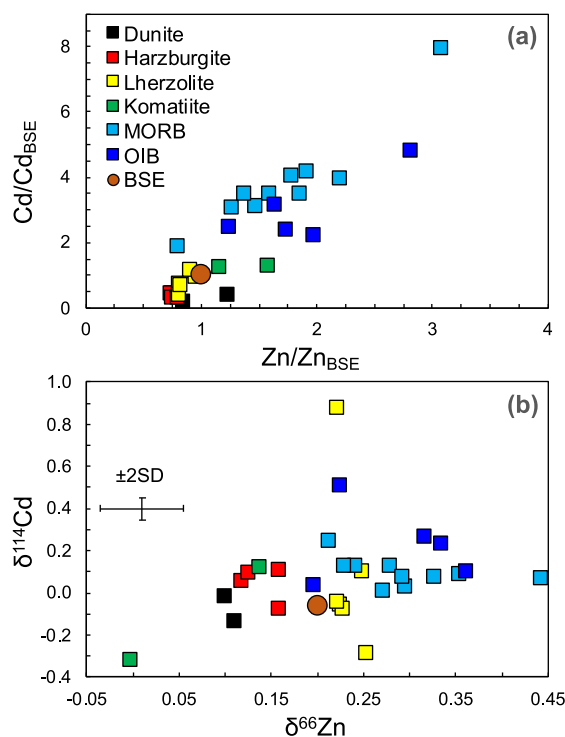 (a)
Dunite
Harzburgite
Lherzolite
Komatiite
MORB
OIB
BSE
Cd/Cd_BSE
8
6
4
2
0
0 1 2 3 4
Zn/Zn_BSE
(b)
±2SD
δ¹¹⁴Cd
1.0
0.8
0.6
0.4
0.2
0.0
-0.2
-0.4
-0.05 0.05 0.15 0.25 0.35 0.45
δ⁶⁶Zn